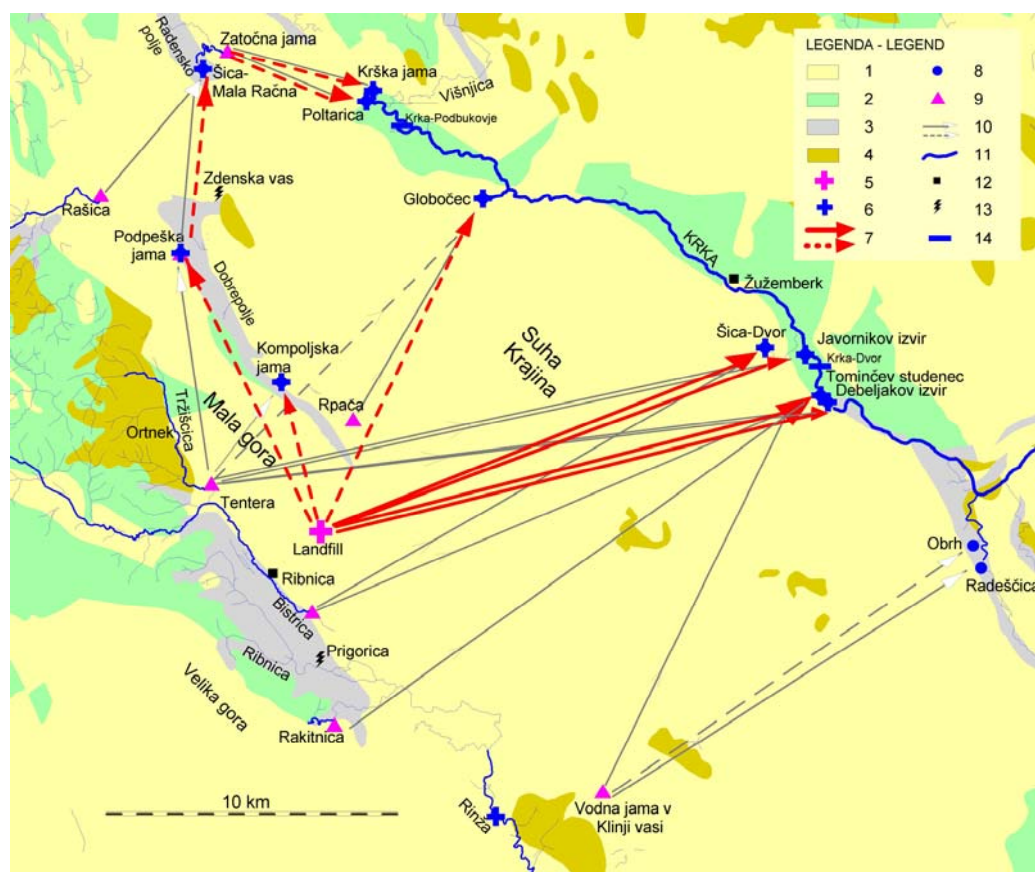 Radensko
polje
Zatočna jama
Šica-
Mala Račna
Krška jama
Višnjica
Poltarica
Krka-Podbukovje
Zdenska vas
Rašica
Globočec
Podpeška
jama
Dobrepolje
KRKA
Žužemberk
Suha
Krajina
Šica-Dvor
Javornikov izvir
Krka-Dvor
Tominčev studenec
Debeljakov izvir
Kompoljska
jama
Rpača
Mala gora
Tržiščica
Ortnek
Tentera
Landfill
Ribnica
Bistrica
Prigorica
Ribnica
Velika gora
Rakitnica
Obrh
Radeščica
10 km
Rinža
Vodna jama v
Klinji vasi
LEGENDA - LEGEND
1
2
3
4
5
6
7
8
9
10
11
12
13
14